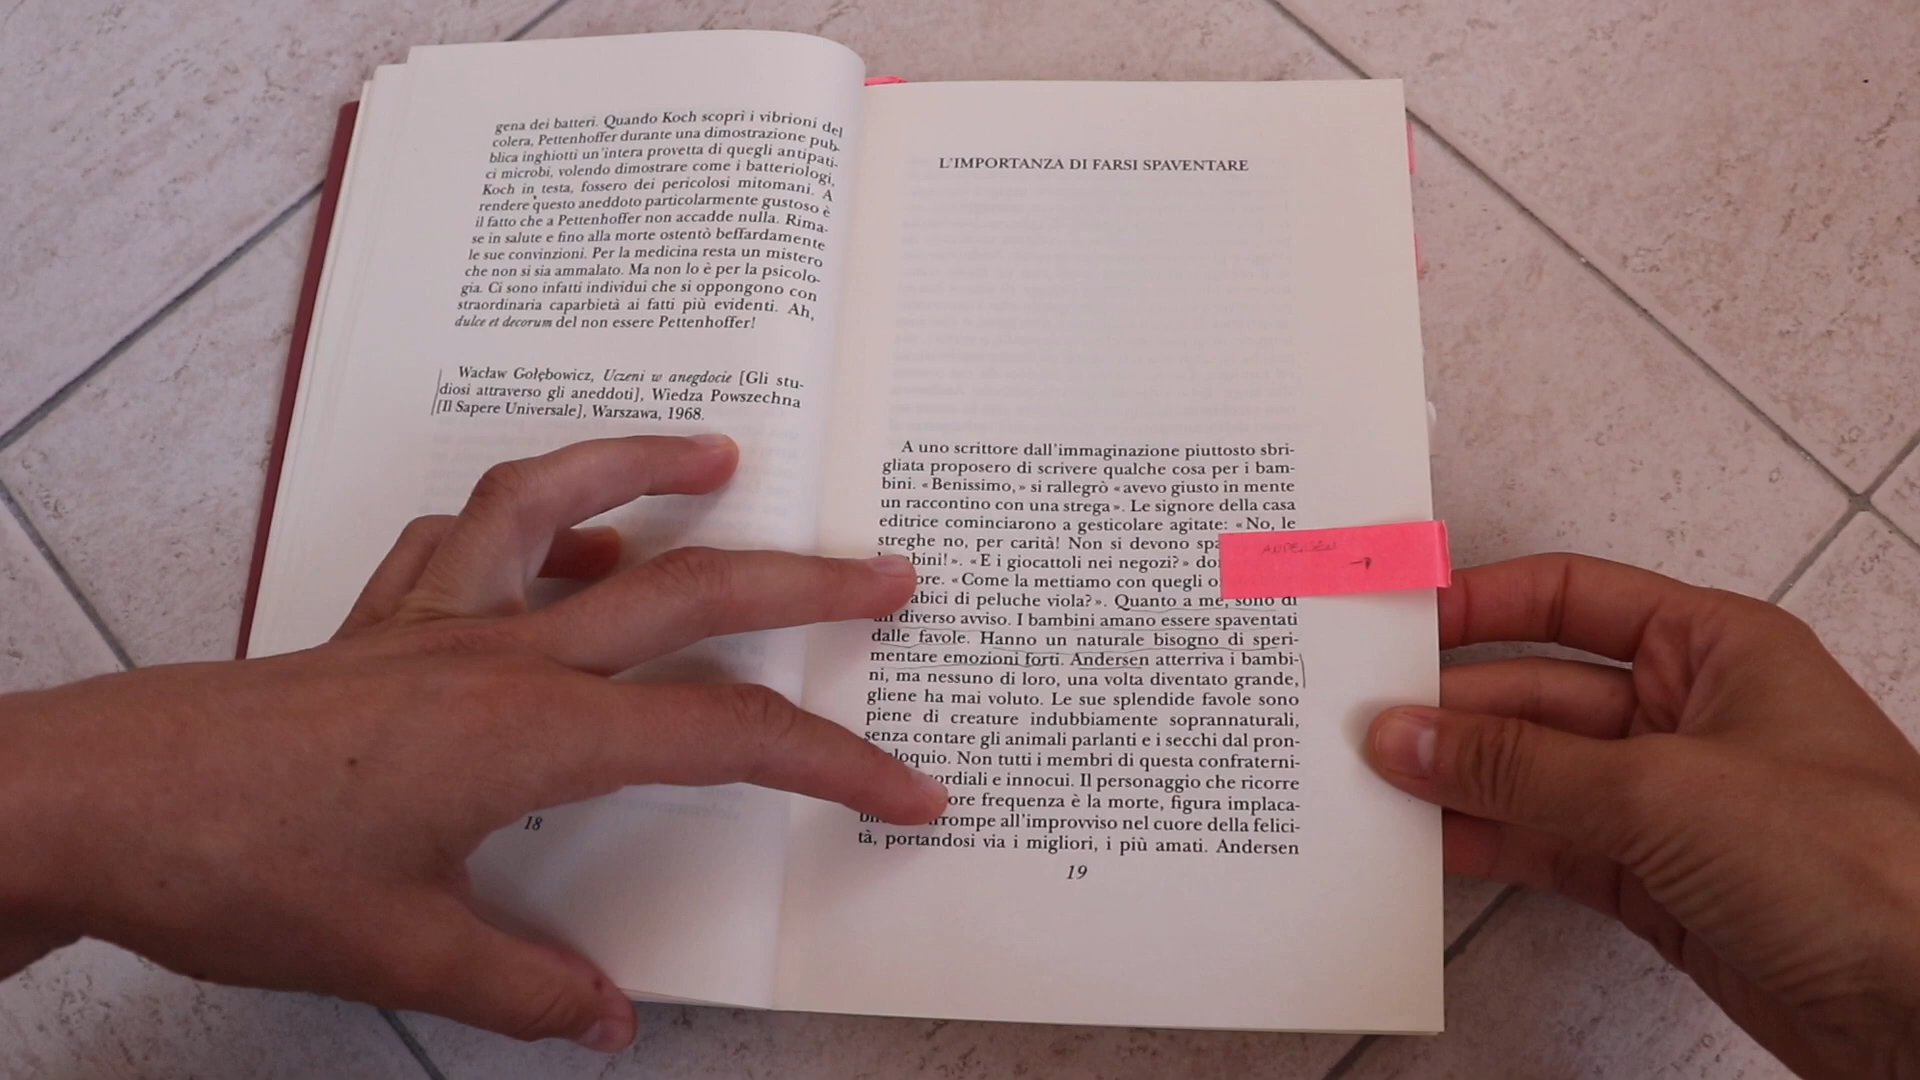 gena dei batteri. Quando Koch scoprì i vibrioni del
colera, Pettenhoffer durante una dimostrazione pub-
blica inghiottì un'intera provetta di quegli antipati-
ci microbi, volendo dimostrare come i batteriologi,
Koch in testa, fossero dei pericolosi mitomani. A
rendere questo aneddoto particolarmente gustoso è
il fatto che a Pettenhoffer non accadde nulla. Rima-
se in salute e fino alla morte ostentò beffardamente
le sue convinzioni. Per la medicina resta un mistero
che non si sia ammalato. Ma non lo è per la psicolo-
gia. Ci sono infatti individui che si oppongono con
straordinaria caparbietà ai fatti più evidenti. Ah,
dulce et decorum del non essere Pettenhoffer!
Wacław Gołębowicz, Uczeni w anegdocie [Gli stu-
diosi attraverso gli aneddoti], Wiedza Powszechna
[Il Sapere Universale], Warszawa, 1968.
18
L'IMPORTANZA DI FARSI SPAVENTARE
A uno scrittore dall'immaginazione piuttosto sbri-
gliata proposero di scrivere qualche cosa per i bam-
bini. «Benissimo,» si rallegrò «avevo giusto in mente
un raccontino con una strega». Le signore della casa
editrice cominciarono a gesticolare agitate: «No, le
streghe no, per carità! Non si devono
bini!». «E i giocattoli nei negozi?»
ore. «Come la mettiamo con quegli
abici di peluche viola?». Quanto a me, sono di
un diverso avviso. I bambini amano essere spaventati
dalle favole. Hanno un naturale bisogno di speri-
mentare emozioni forti. Andersen atterriva i bambi-
ni, ma nessuno di loro, una volta diventato grande,
gliene ha mai voluto. Le sue splendide favole sono
piene di creature indubbiamente soprannaturali,
senza contare gli animali parlanti e i secchi dal pron-
loquio. Non tutti i membri di questa confraterni-
ordiali e innocui. Il personaggio che ricorre
ore frequenza è la morte, figura implaca-
rrompe all'improvviso nel cuore della felici-
tà, portandosi via i migliori, i più amati. Andersen
19
ANDERSEN →